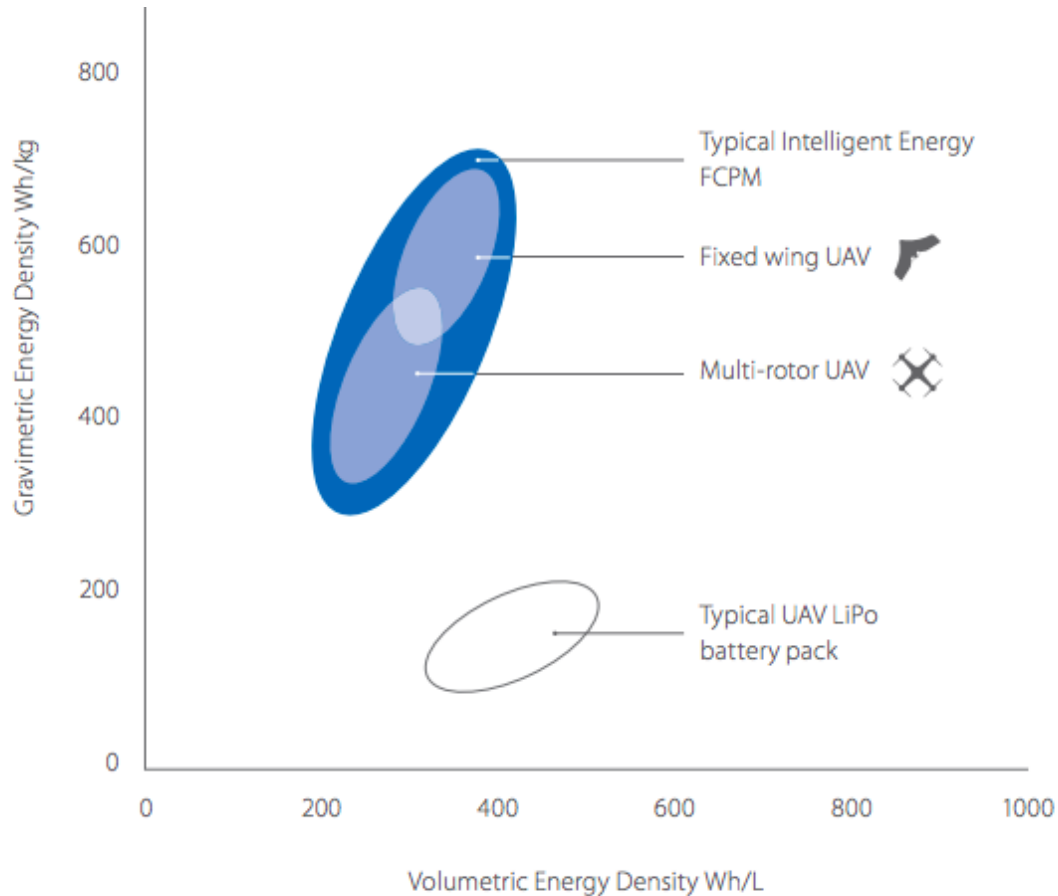 Gravimetric Energy Density Wh/kg
800
600
400
200
0
Typical Intelligent Energy
FCPM
Fixed wing UAV
Multi-rotor UAV
Typical UAV LiPo
battery pack
0 200 400 600 800 1000
Volumetric Energy Density Wh/L